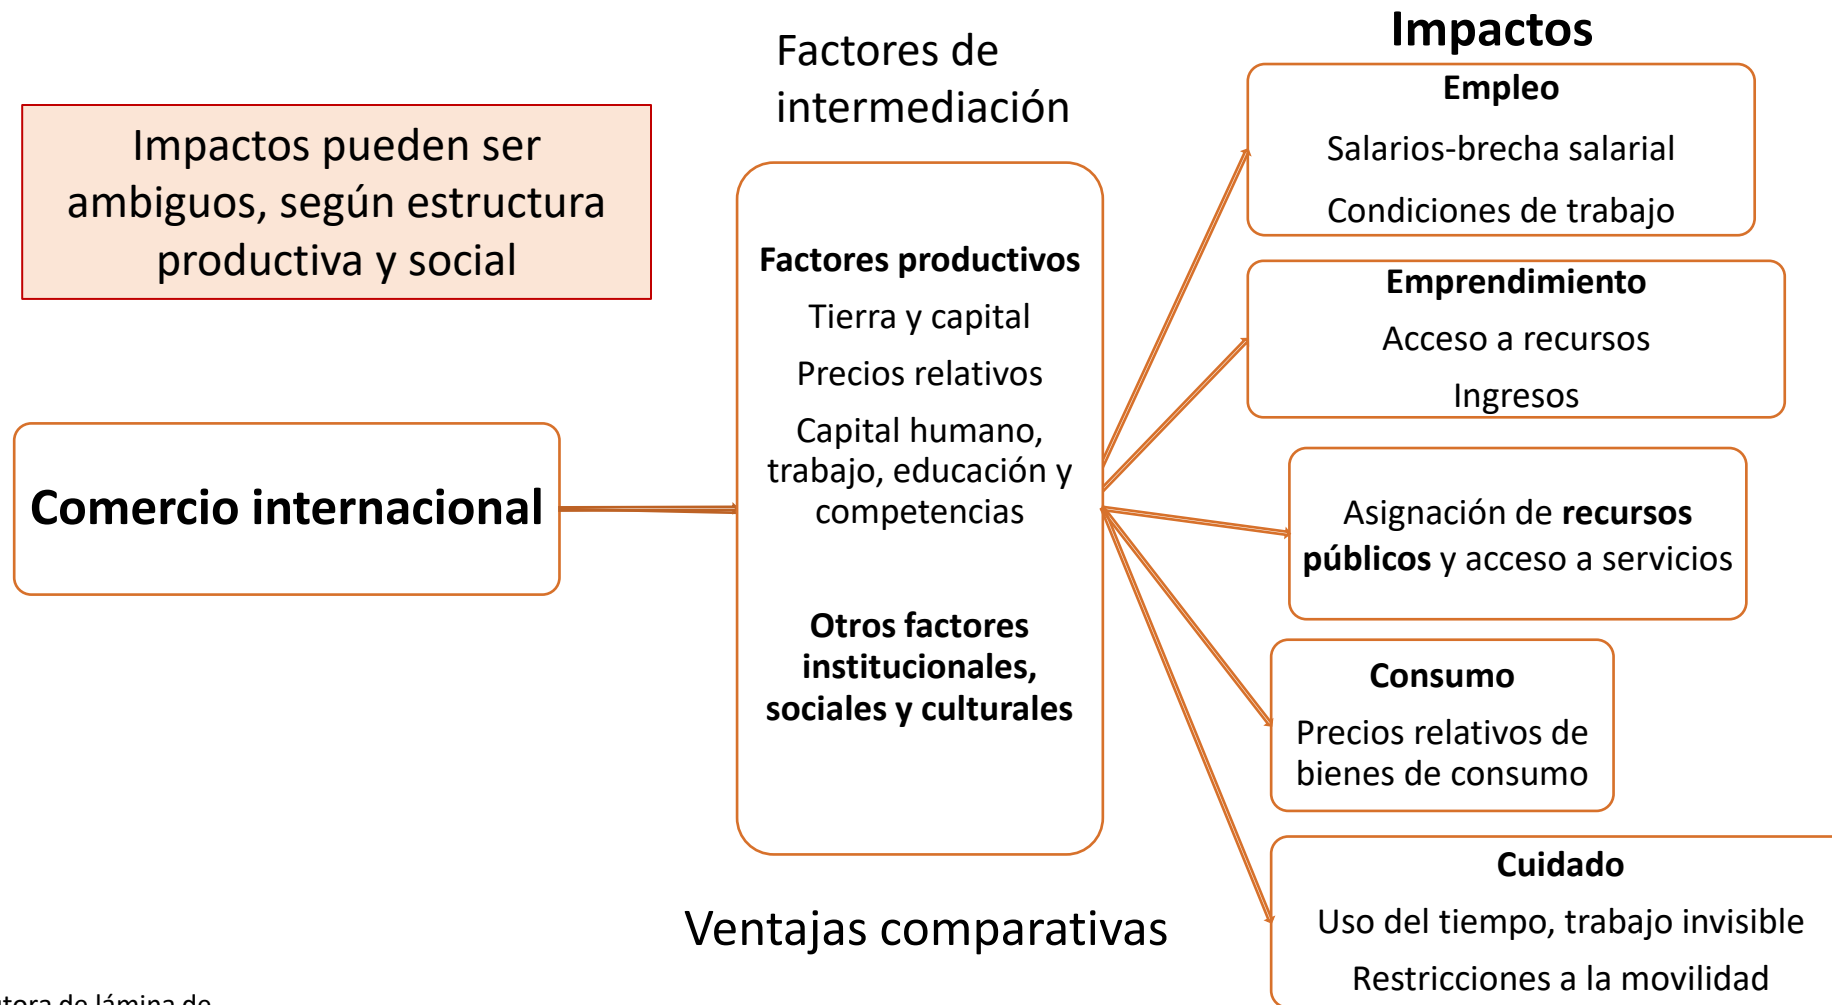 Impactos pueden ser
ambiguos, según estructura
productiva y social
Comercio internacional
Factores de
intermediación
Factores productivos
Tierra y capital
Precios relativos
Capital humano,
trabajo, educación y
competencias
Otros factores
institucionales,
sociales y culturales
Ventajas comparativas
Impactos
Empleo
Salarios-brecha salarial
Condiciones de trabajo
Emprendimiento
Acceso a recursos
Ingresos
Asignación de recursos
públicos y acceso a servicios
Consumo
Precios relativos de
bienes de consumo
Cuidado
Uso del tiempo, trabajo invisible
Restricciones a la movilidad
de lámina de